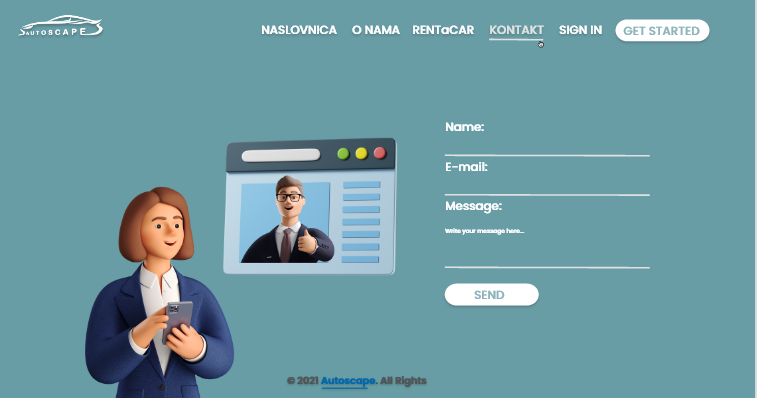 AUTOSCAPE
NASLOVNICA O NAMA RENTaCAR KONTAKT SIGN IN GET STARTED
Name:
E-mail:
Message:
Write your message here...
SEND
© 2021 Autoscape. All Rights